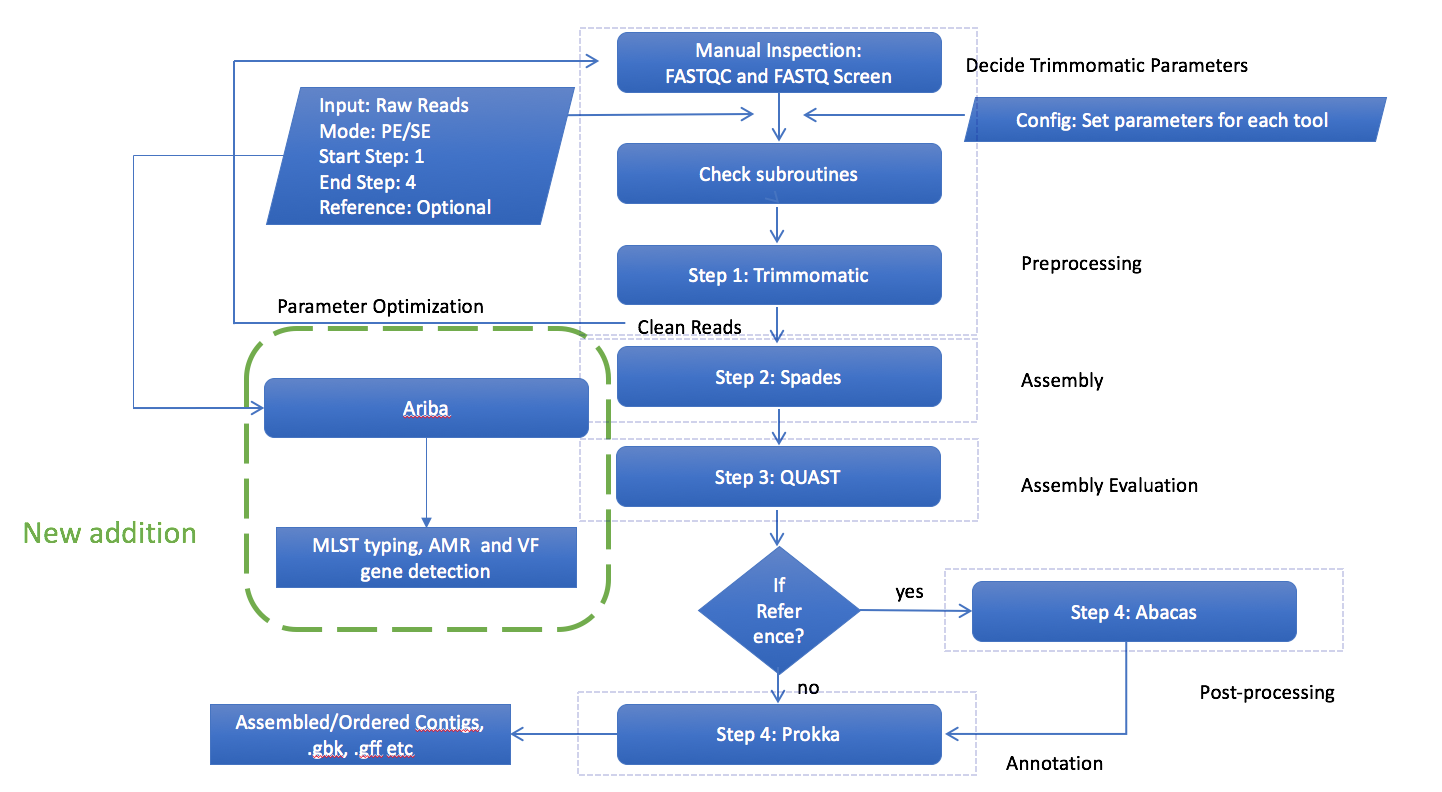 Manual Inspection:
FASTQC and FASTQ Screen
Decide Trimmomatic Parameters
Input: Raw Reads
Mode: PE/SE
Start Step: 1
End Step: 4
Reference: Optional
Config: Set parameters for each tool
Check subroutines
Step 1: Trimmomatic
Preprocessing
Parameter Optimization
Clean Reads
Step 2: Spades
Assembly
Ariba
Step 3: QUAST
Assembly Evaluation
New addition
MLST typing, AMR and VF
gene detection
If
Refer
ence?
yes
Step 4: Abacas
no
Post-processing
Assembled/Ordered Contigs,
.gbk, .gff etc
Step 4: Prokka
Annotation